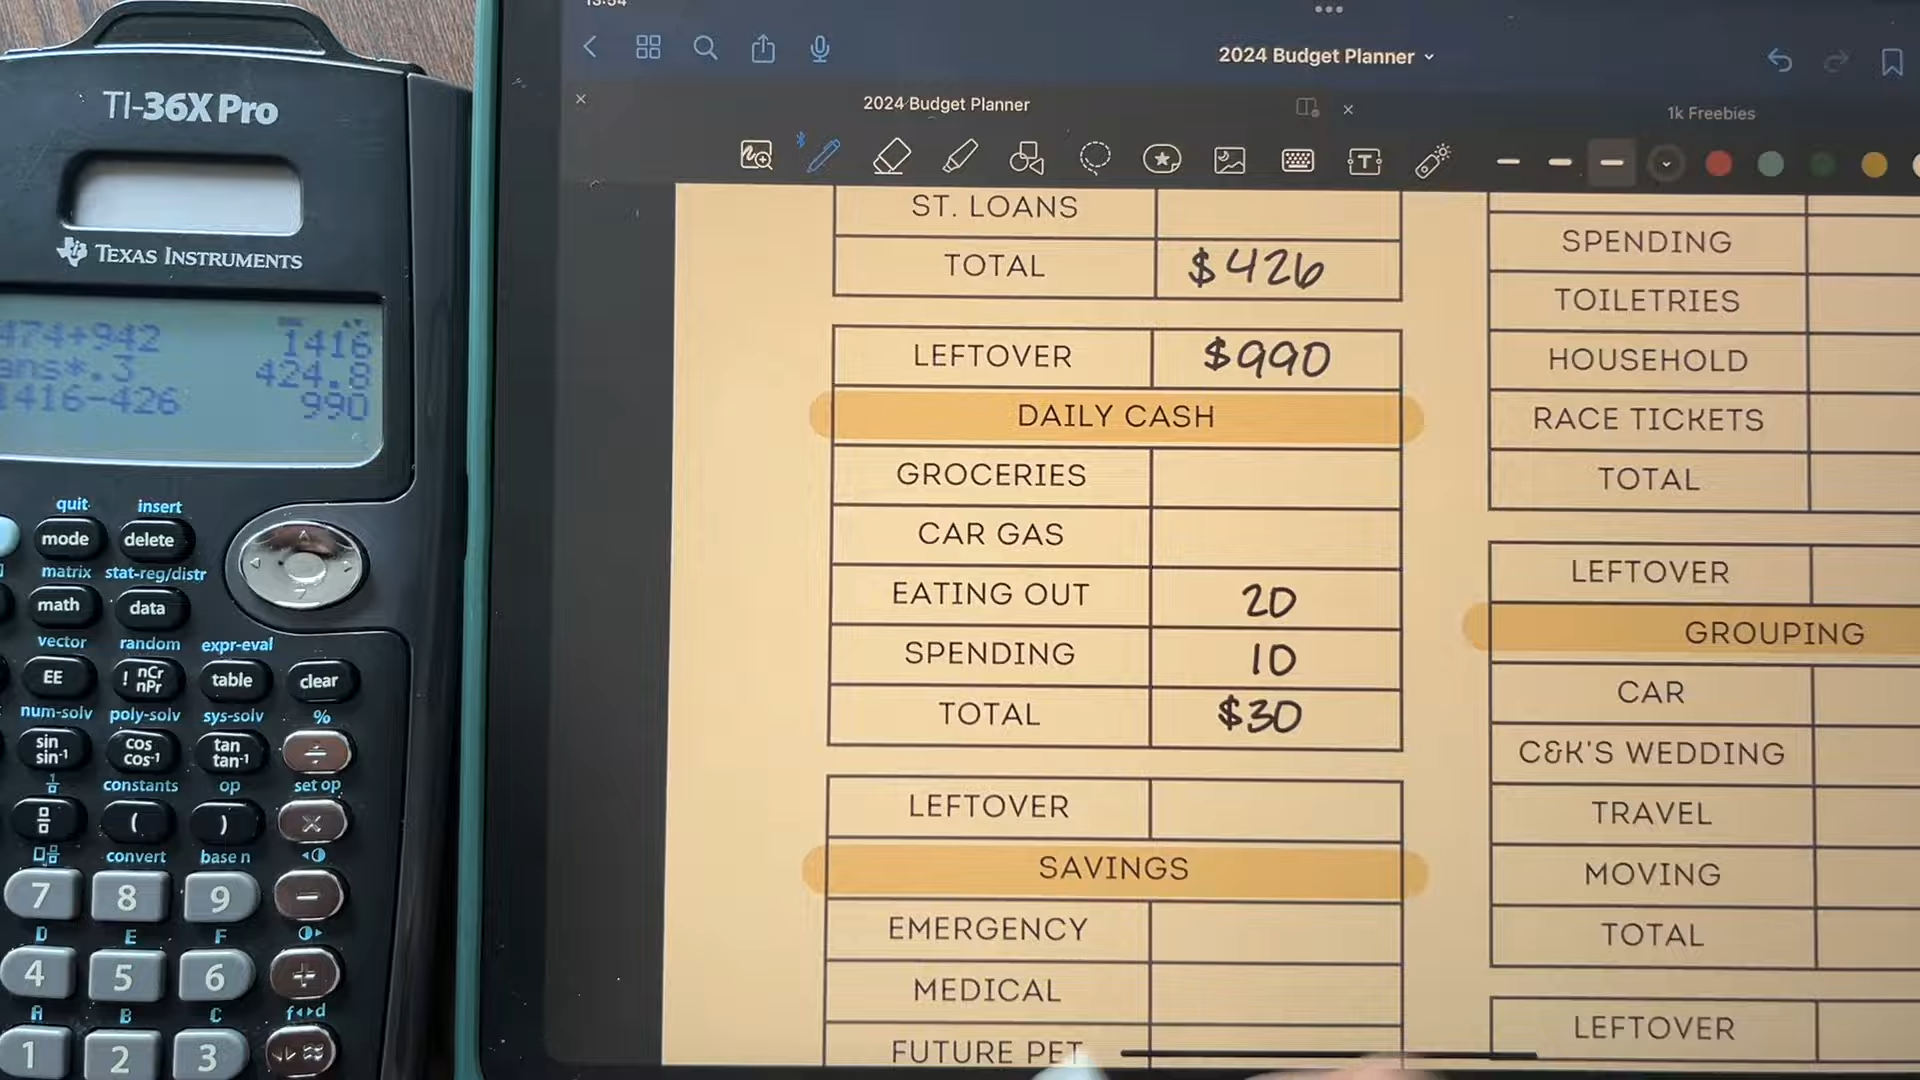 TI-36X Pro
TEXAS INSTRUMENTS
474+942 1416
ans*.3 424.8
1416-426 990
quit insert
mode delete
matrix stat-reg/distr
math data
vector random expr-eval
EE ! nCr nPr table clear
num-solv poly-solv sys-solv %
sin sin-1 cos cos-1 tan tan-1 ÷
constants op set op
( ) ×
convert base n
7 8 9 −
D E F
4 5 6 +
A B C f◂▸d
1 2 3
13:54
2024 Budget Planner
2024 Budget Planner
1k Freebies
T
ST. LOANS
TOTAL $426
LEFTOVER $990
DAILY CASH
GROCERIES
CAR GAS
EATING OUT 20
SPENDING 10
TOTAL $30
LEFTOVER
SAVINGS
EMERGENCY
MEDICAL
FUTURE PET
SPENDING
TOILETRIES
HOUSEHOLD
RACE TICKETS
TOTAL
LEFTOVER
GROUPING
CAR
C&K'S WEDDING
TRAVEL
MOVING
TOTAL
LEFTOVER